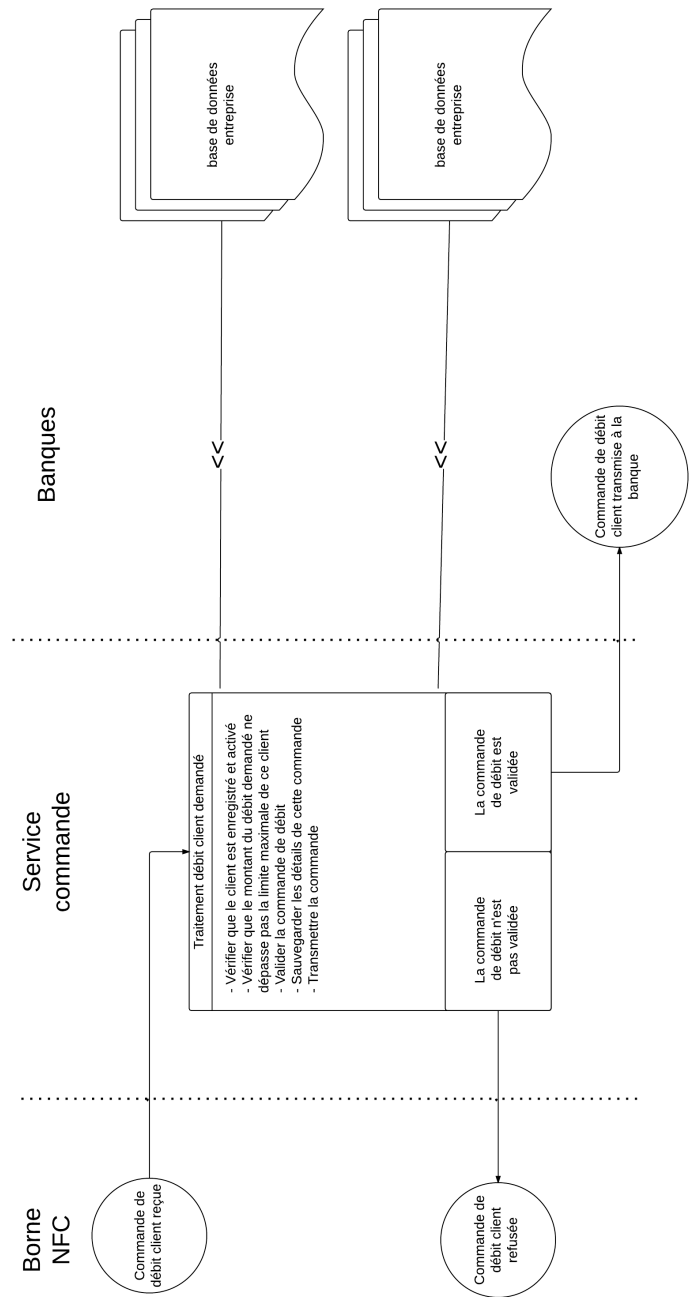 Borne
NFC
Service
commande
Banques
Commande de
débit client reçue
Traitement débit client demandé
- Vérifier que le client est enregistré et activé
- Vérifier que le montant du débit demandé ne
dépasse pas la limite maximale de ce client
- Valider la commande de débit
- Sauvegarder les détails de cette commande
- Transmettre la commande
<<
base de données
entreprise
<<
base de données
entreprise
La commande
de débit n'est
pas validée
La commande
de débit est
validée
Commande de
débit client
refusée
Commande de débit
client transmise à la
banque